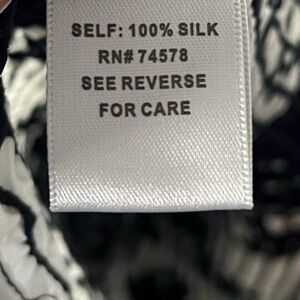 SELF: 100% SILK
RN# 74578
SEE REVERSE
FOR CARE